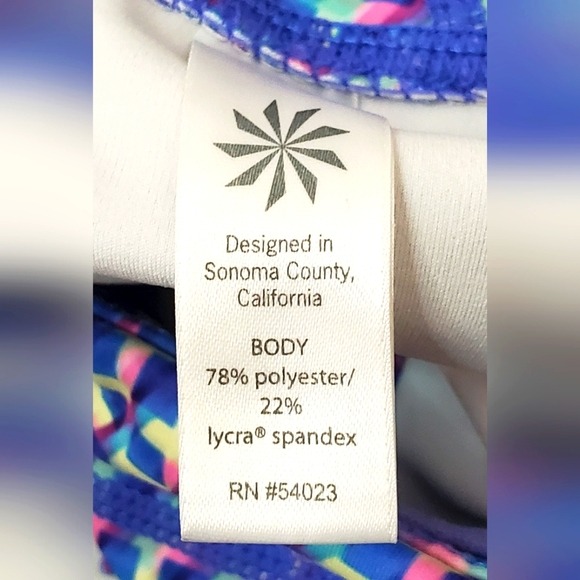 Designed in
Sonoma County,
California
BODY
78% polyester/
22%
lycra® spandex
RN #54023